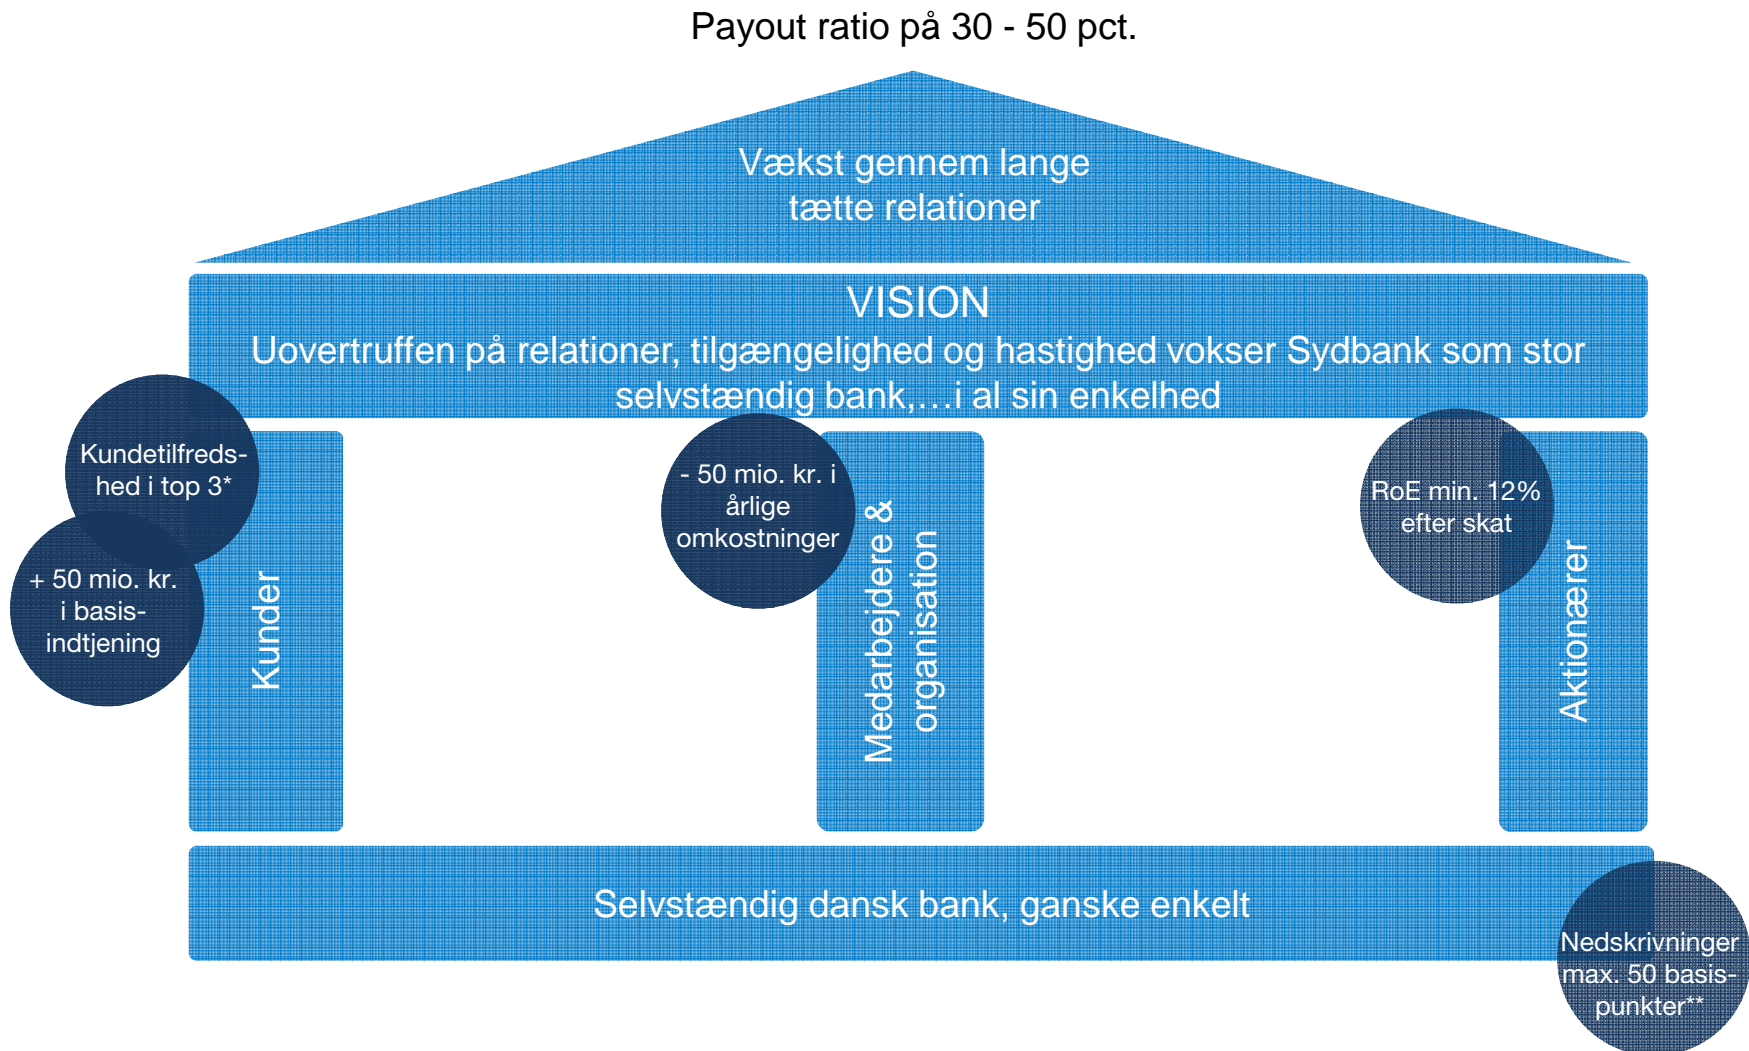 Payout ratio på 30 - 50 pct.
Vækst gennem lange
tætte relationer
VISION
Uovertruffen på relationer, tilgængelighed og hastighed vokser Sydbank som stor
selvstændig bank,…i al sin enkelhed
Kundetilfreds-
hed i top 3*
+ 50 mio. kr.
i basis-
indtjening
Kunder
- 50 mio. kr. i
årlige
omkostninger
Medarbejdere &
organisation
RoE min. 12%
efter skat
Aktionærer
Selvstændig dansk bank, ganske enkelt
Nedskrivninger
max. 50 basis-
punkter**